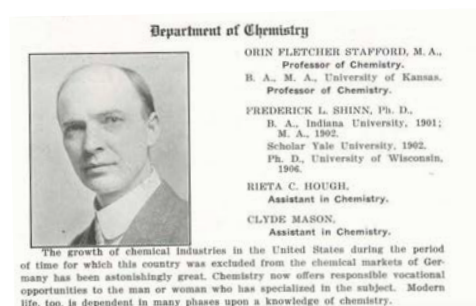 Department of Chemistry
ORIN FLETCHER STAFFORD, M. A.,
Professor of Chemistry.
B. A., M. A., University of Kansas.
Professor of Chemistry.
FREDERICK L. SHINN, Ph. D.,
B. A., Indiana University, 1901;
M. A., 1902.
Scholar Yale University, 1902.
Ph. D., University of Wisconsin,
1906.
RIETA C. HOUGH,
Assistant in Chemistry.
CLYDE MASON,
Assistant in Chemistry.
The growth of chemical industries in the United States during the period
of time for which this country was excluded from the chemical markets of Ger-
many has been astonishingly great. Chemistry now offers responsible vocational
opportunities to the man or woman who has specialized in the subject. Modern
life, too, is dependent in many phases upon a knowledge of chemistry.